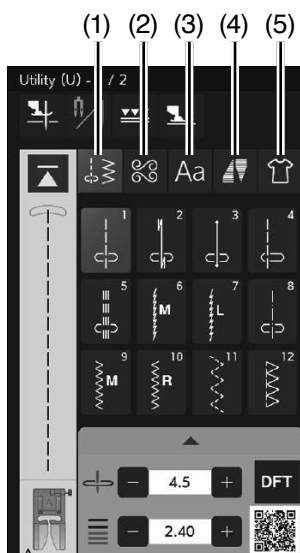 (1) (2) (3) (4) (5)
Utility (U) - / 2
Aa
1 2 3 4
5 6 M 7 L 8
9 M 10 R 11 12
4.5 DFT
2.40